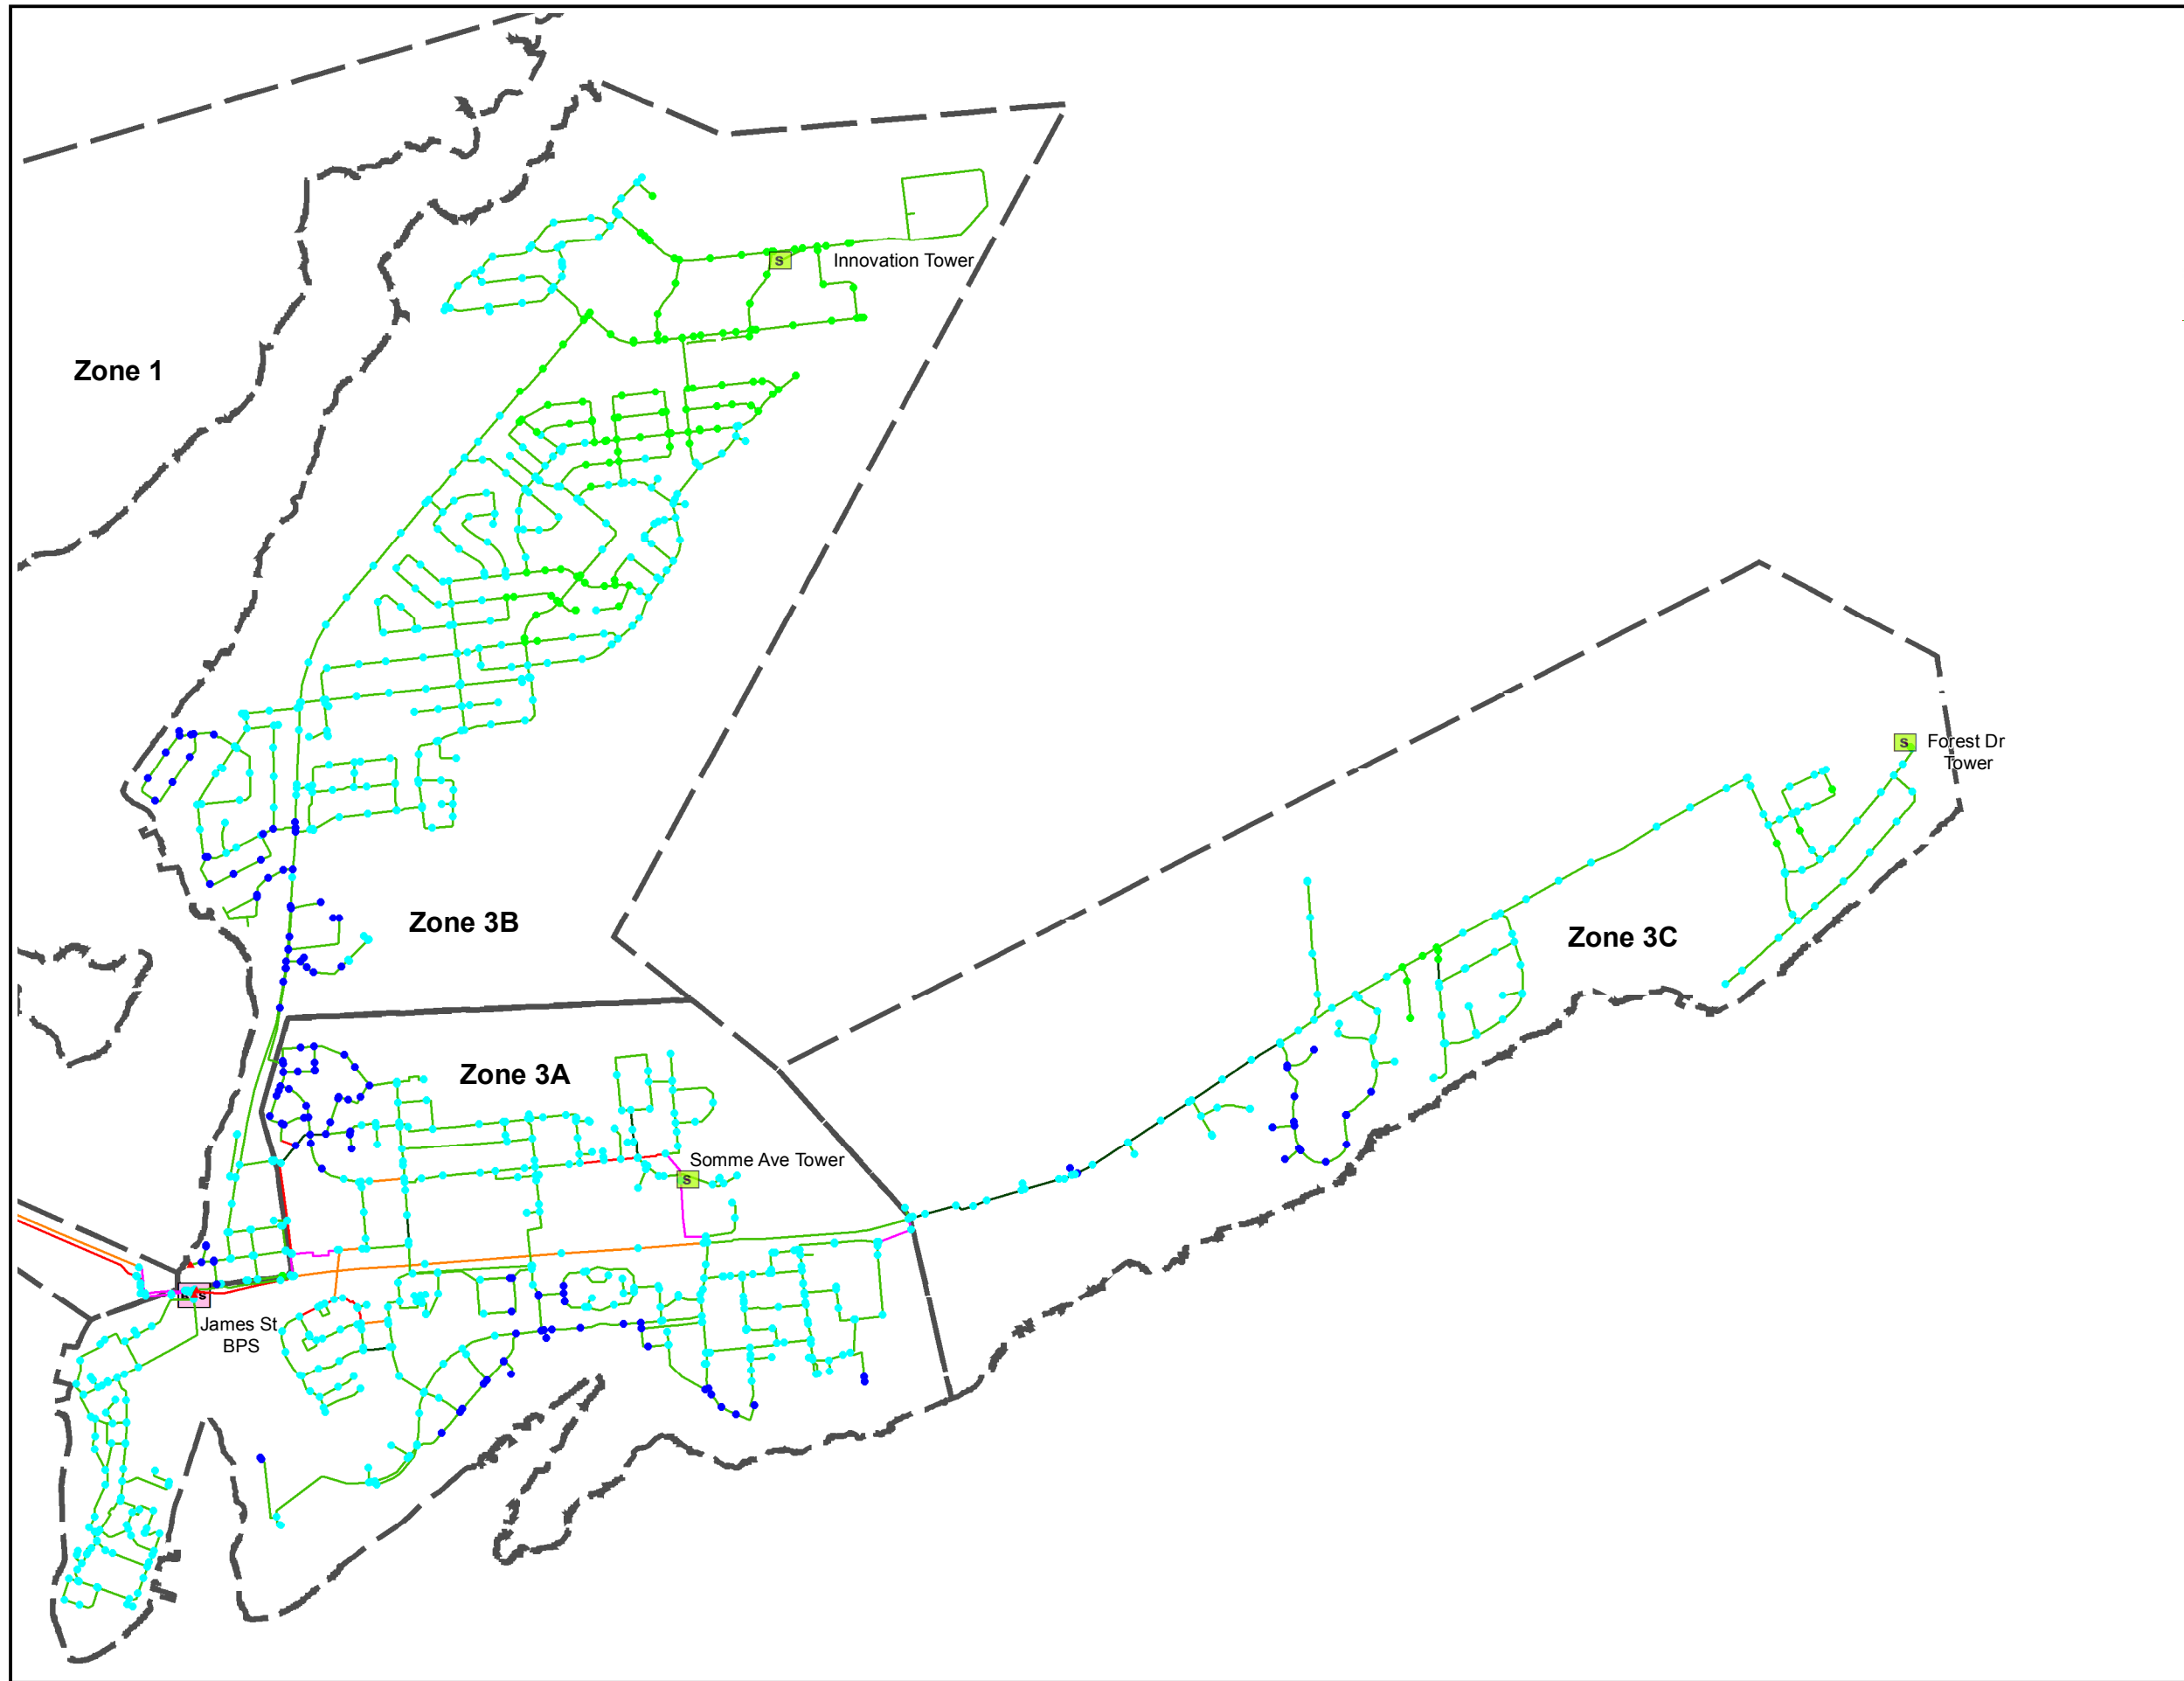 S
Innovation Tower
Zone 1
S
Forest Dr
Tower
Zone 3B
Zone 3C
Zone 3A
Somme Ave Tower
S
S
James St
BPS